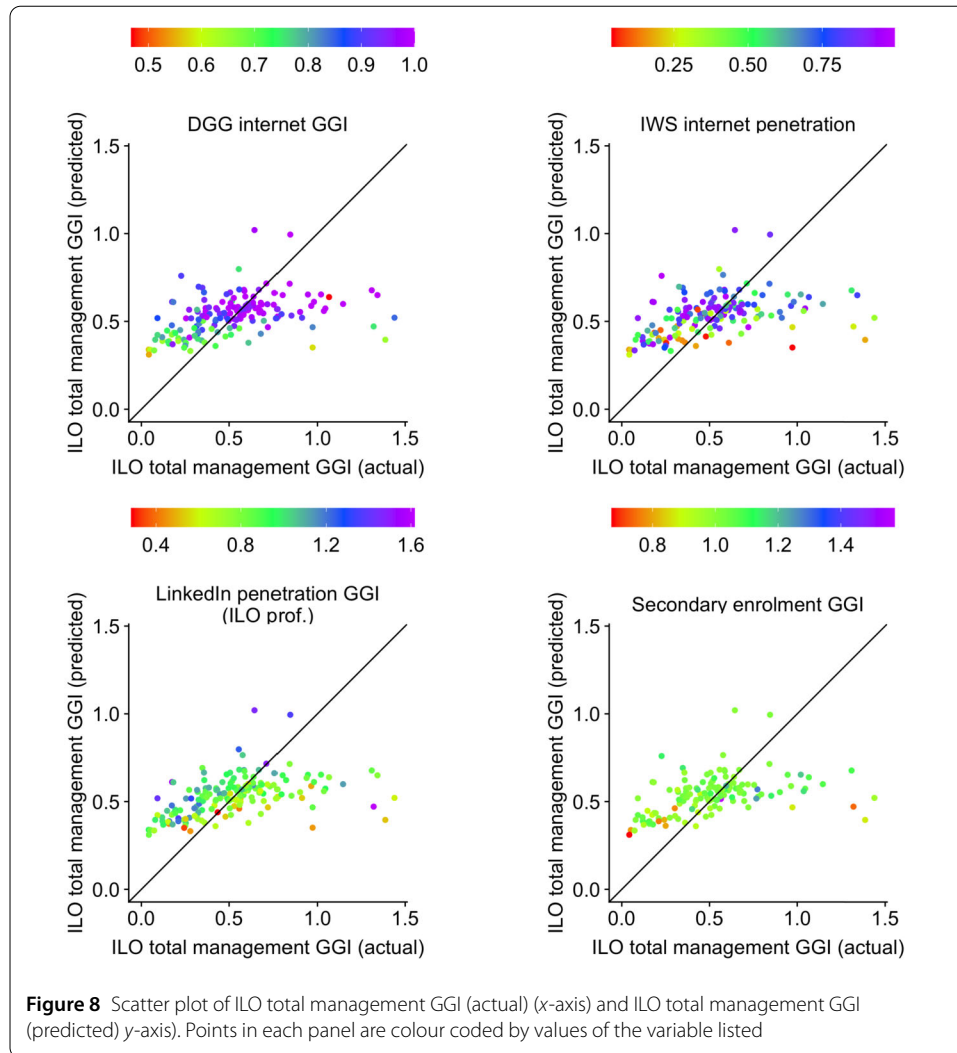 0.5 0.6 0.7 0.8 0.9 1.0
DGG internet GGI
ILO total management GGI (predicted)
1.5
1.0
0.5
0.0
0.0 0.5 1.0 1.5
ILO total management GGI (actual)
0.25 0.50 0.75
IWS internet penetration
ILO total management GGI (predicted)
1.5
1.0
0.5
0.0
0.0 0.5 1.0 1.5
ILO total management GGI (actual)
0.4 0.8 1.2 1.6
LinkedIn penetration GGI
(ILO prof.)
ILO total management GGI (predicted)
1.5
1.0
0.5
0.0
0.0 0.5 1.0 1.5
ILO total management GGI (actual)
0.8 1.0 1.2 1.4
Secondary enrolment GGI
ILO total management GGI (predicted)
1.5
1.0
0.5
0.0
0.0 0.5 1.0 1.5
ILO total management GGI (actual)
Figure 8 Scatter plot of ILO total management GGI (actual) (x-axis) and ILO total management GGI
(predicted) y-axis). Points in each panel are colour coded by values of the variable listed